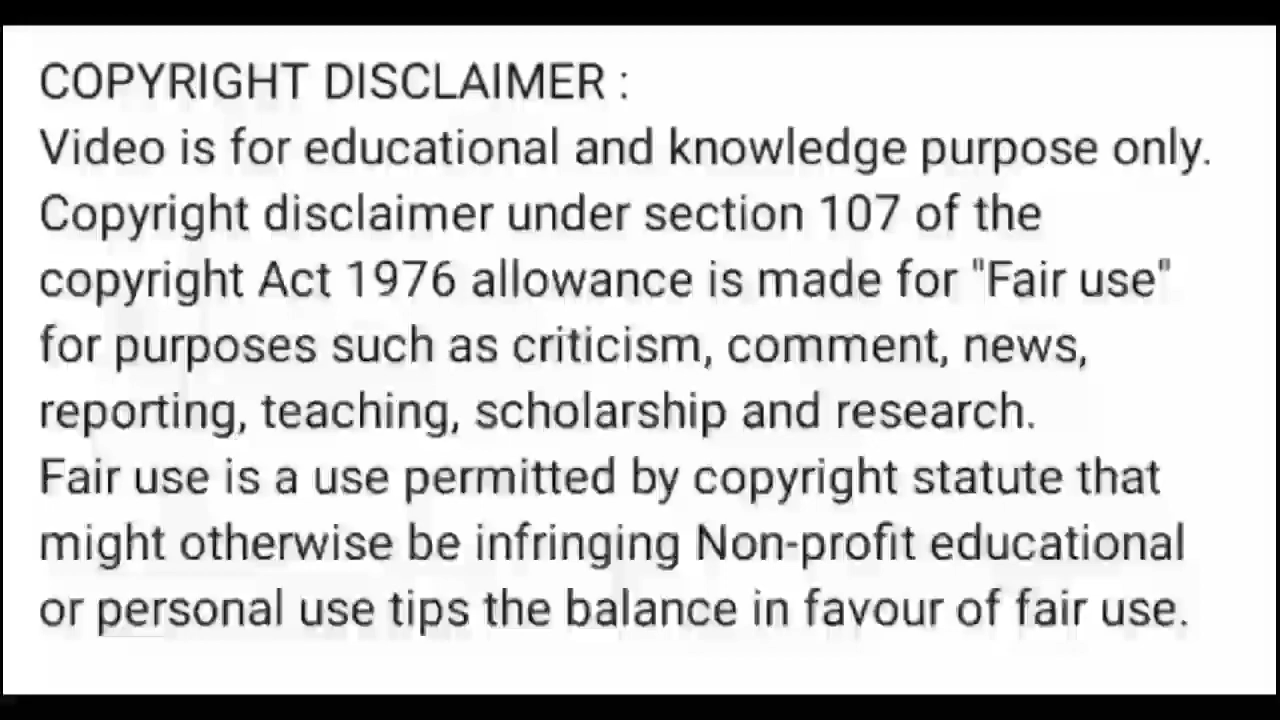 COPYRIGHT DISCLAIMER :
Video is for educational and knowledge purpose only.
Copyright disclaimer under section 107 of the
copyright Act 1976 allowance is made for "Fair use"
for purposes such as criticism, comment, news,
reporting, teaching, scholarship and research.
Fair use is a use permitted by copyright statute that
might otherwise be infringing Non-profit educational
or personal use tips the balance in favour of fair use.